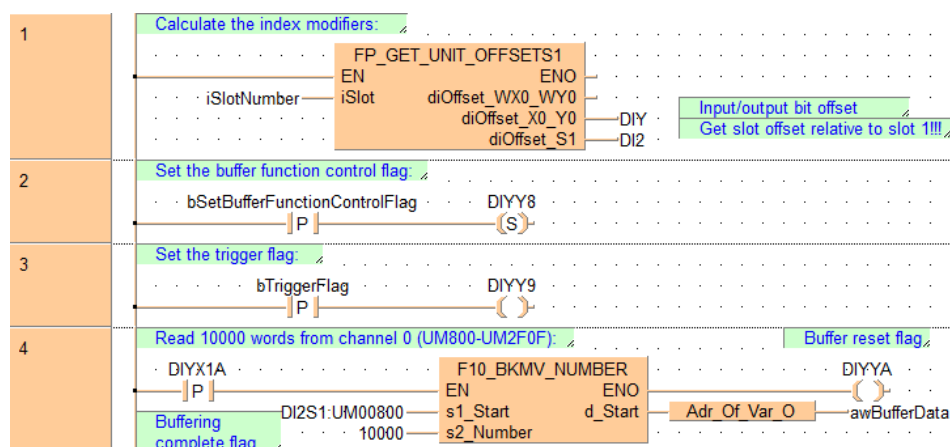 1
Calculate the index modifiers:
FP_GET_UNIT_OFFSETS1
EN ENO
iSlotNumber iSlot diOffset_WX0_WY0
diOffset_X0_Y0 DIY
diOffset_S1 DI2
Input/output bit offset
Get slot offset relative to slot 1!!!
2
Set the buffer function control flag:
bSetBufferFunctionControlFlag DIYY8
P S
3
Set the trigger flag:
bTriggerFlag DIYY9
P
4
Read 10000 words from channel 0 (UM800-UM2F0F): Buffer reset flag
DIYX1A F10_BKMV_NUMBER DIYYA
P EN ENO
DI2S1:UM00800 s1_Start d_Start Adr_Of_Var_O awBufferData
10000 s2_Number
Buffering
complete flag